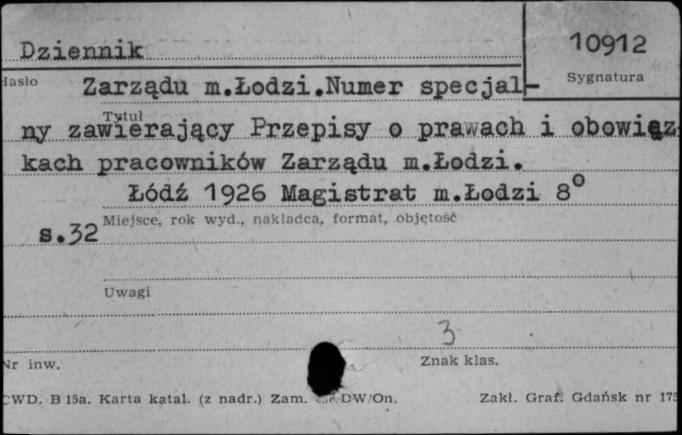 Dziennik
10912
Hasło
Sygnatura
Zarządu m.Łodzi.Numer specjal-
Tytuł
ny zawierający Przepisy o prawach i obowiąz
kach pracowników Zarządu m.Łodzi.
Łódź 1926 Magistrat m.Łodzi 8°
Miejsce, rok wyd., nakładca, format, objętość
s.32
Uwagi
3
Nr inw.
Znak klas.
CWD. B 15a. Karta katal. (z nadr.) Zam. DW/On.
Zakł. Graf. Gdańsk nr 175